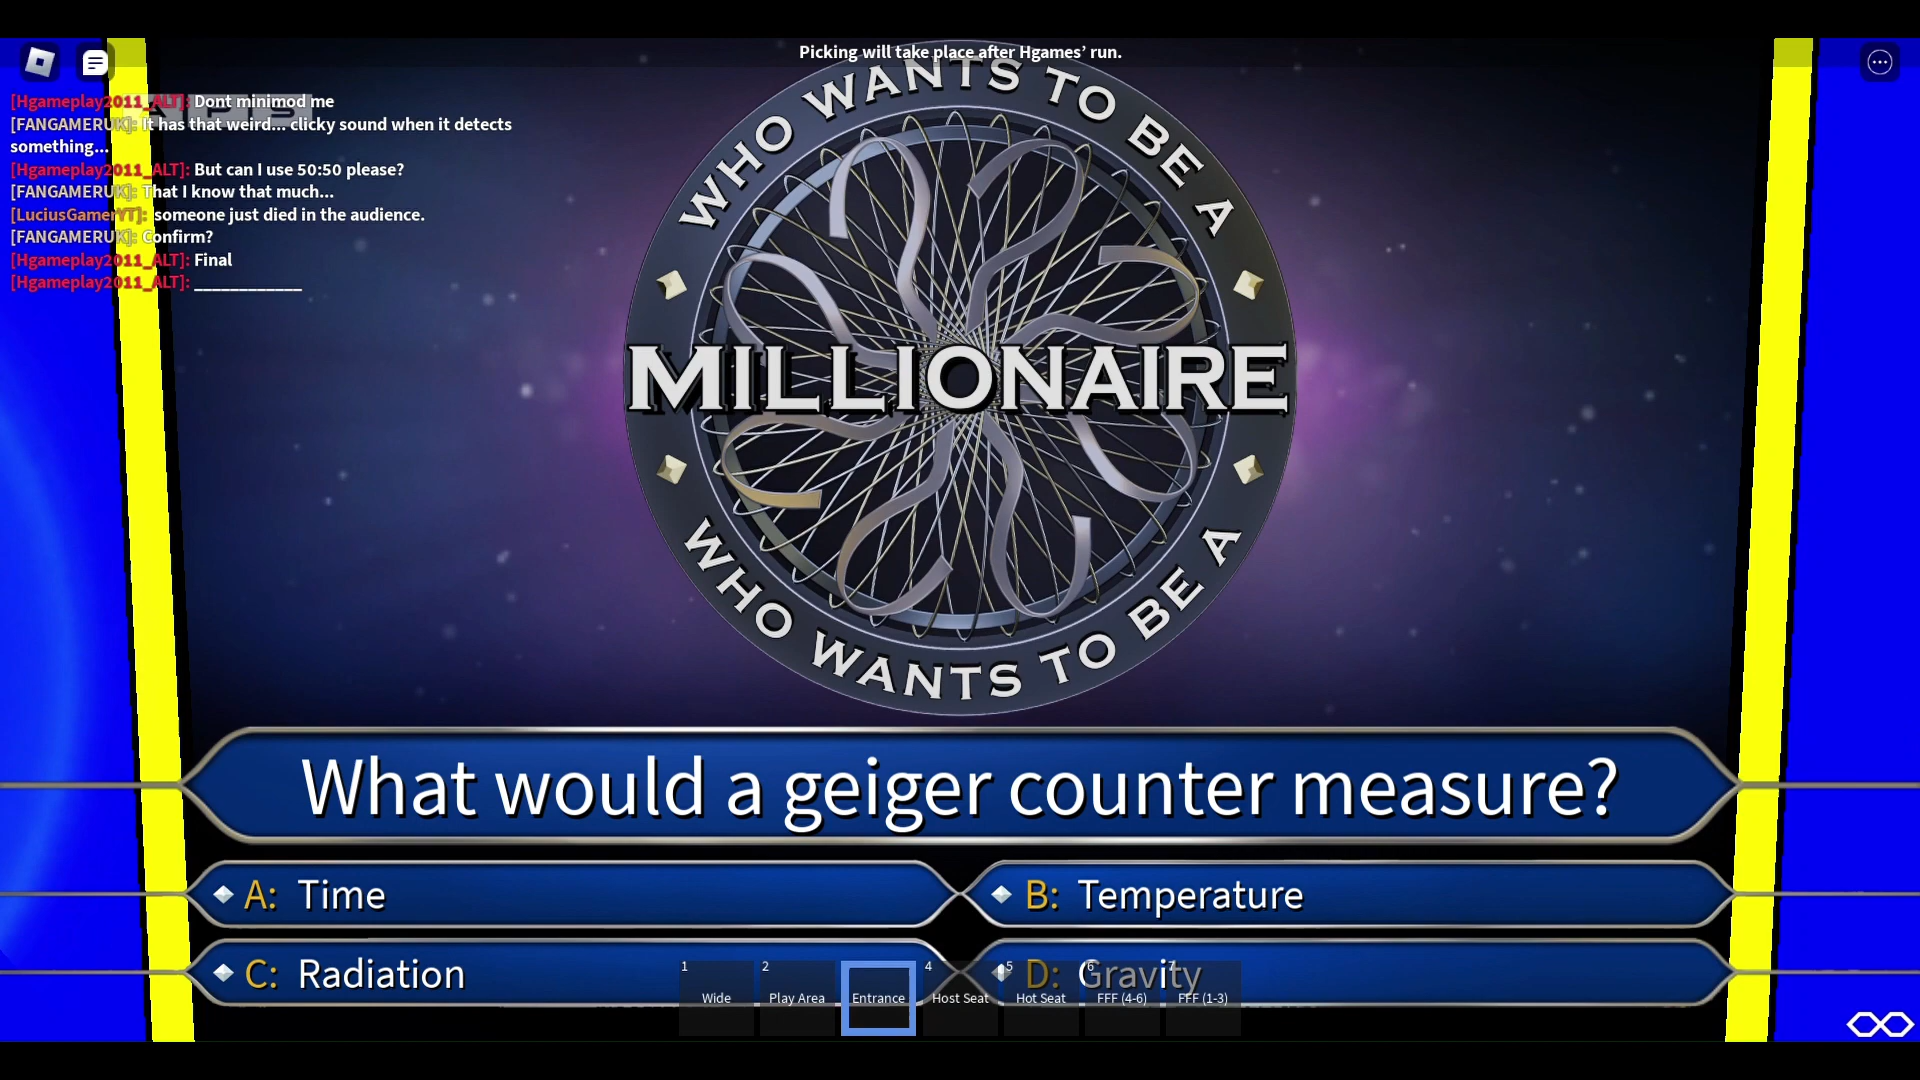 Picking will take place after Hgames’ run.
[Hgameplay2011_ALT]: Dont minimod me
[FANGAMERUK]: It has that weird... clicky sound when it detects
something...
[Hgameplay2011_ALT]: But can I use 50:50 please?
[FANGAMERUK]: That I know that much...
[LuciusGamerYT]: someone just died in the audience.
[FANGAMERUK]: Confirm?
[Hgameplay2011_ALT]: Final
[Hgameplay2011_ALT]: ____________
WHO WANTS TO BE A
MILLIONAIRE
WHO WANTS TO BE A
What would a geiger counter measure?
A: Time
B: Temperature
C: Radiation
D: Gravity
1 Wide
2 Play Area
Entrance
4 Host Seat
5 Hot Seat
6 FFF (4-6)
7 FFF (1-3)